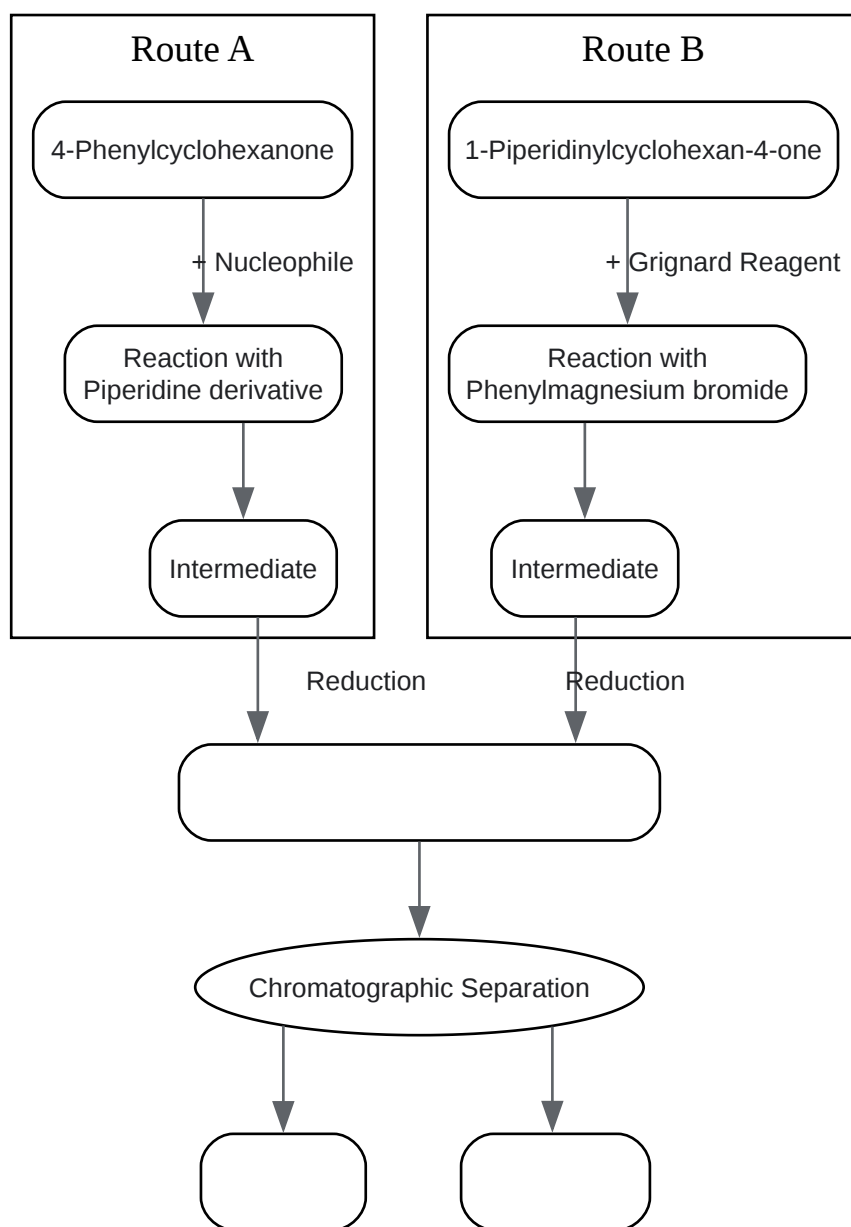 Route A
4-Phenylcyclohexanone
+ Nucleophile
Reaction with
Piperidine derivative
Intermediate
Reduction
Route B
1-Piperidinylcyclohexan-4-one
+ Grignard Reagent
Reaction with
Phenylmagnesium bromide
Intermediate
Reduction
Chromatographic Separation